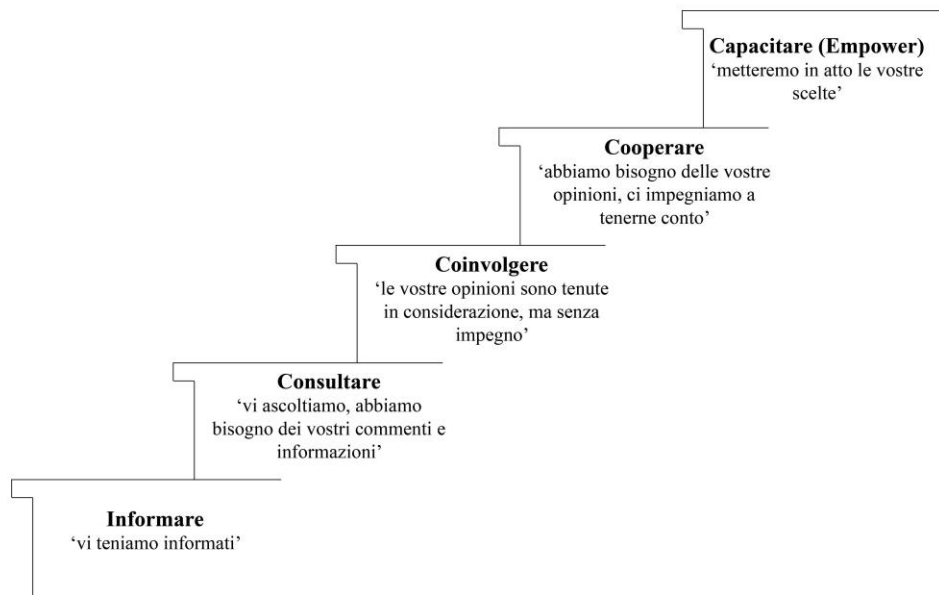 Capacitare (Empower)
‘metteremo in atto le vostre
scelte’
Cooperare
‘abbiamo bisogno delle vostre
opinioni, ci impegniamo a
tenerne conto’
Coinvolgere
‘le vostre opinioni sono tenute
in considerazione, ma senza
impegno’
Consultare
‘vi ascoltiamo, abbiamo
bisogno dei vostri commenti e
informazioni’
Informare
‘vi teniamo informati’